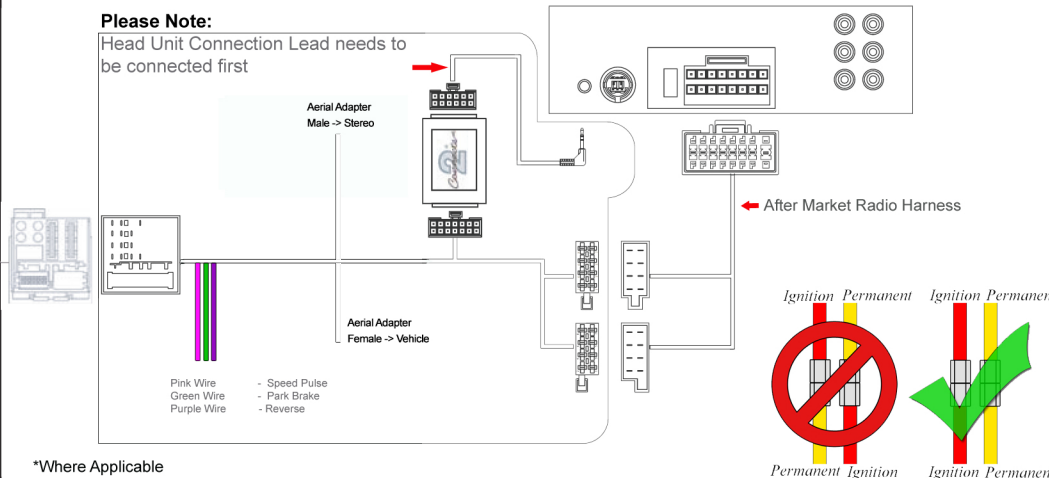 Please Note:
Head Unit Connection Lead needs to
be connected first
Aerial Adapter
Male -> Stereo
Connects2
After Market Radio Harness
Aerial Adapter
Female -> Vehicle
Pink Wire - Speed Pulse
Green Wire - Park Brake
Purple Wire - Reverse
Ignition Permanent
Ignition Permanen
Permanent Ignition
Ignition Permanen
*Where Applicable